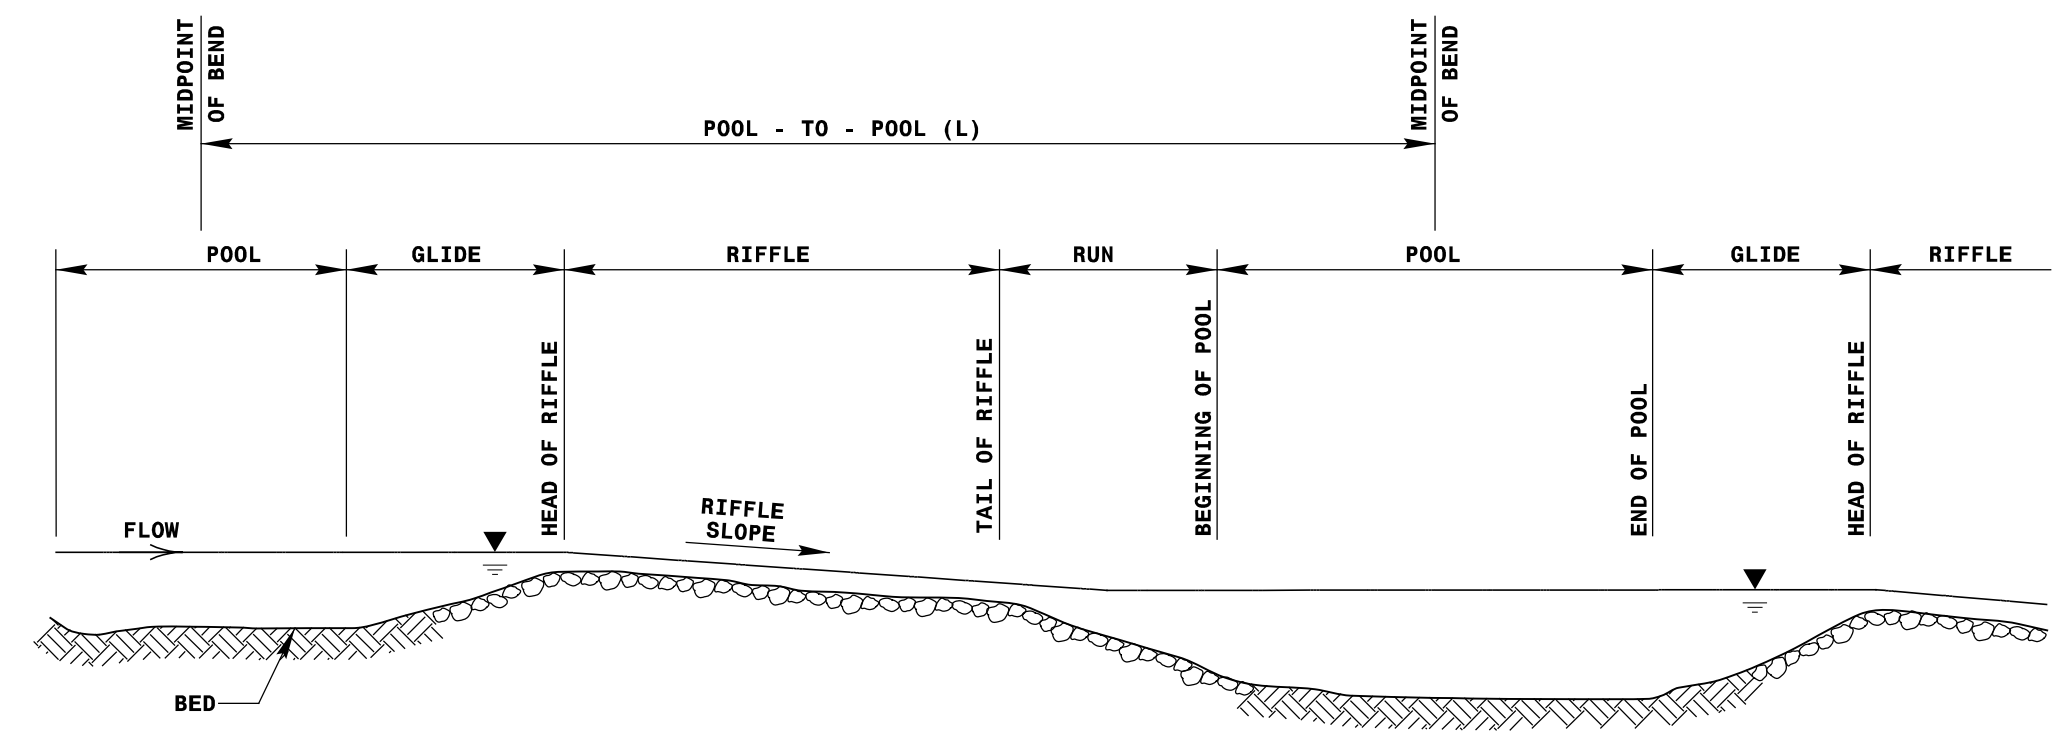 MIDPOINT
OF BEND
MIDPOINT
OF BEND
POOL - TO - POOL (L)
POOL
GLIDE
RIFFLE
RUN
POOL
GLIDE
RIFFLE
HEAD OF RIFFLE
TAIL OF RIFFLE
BEGINNING OF POOL
END OF POOL
HEAD OF RIFFLE
FLOW
RIFFLE
SLOPE
BED